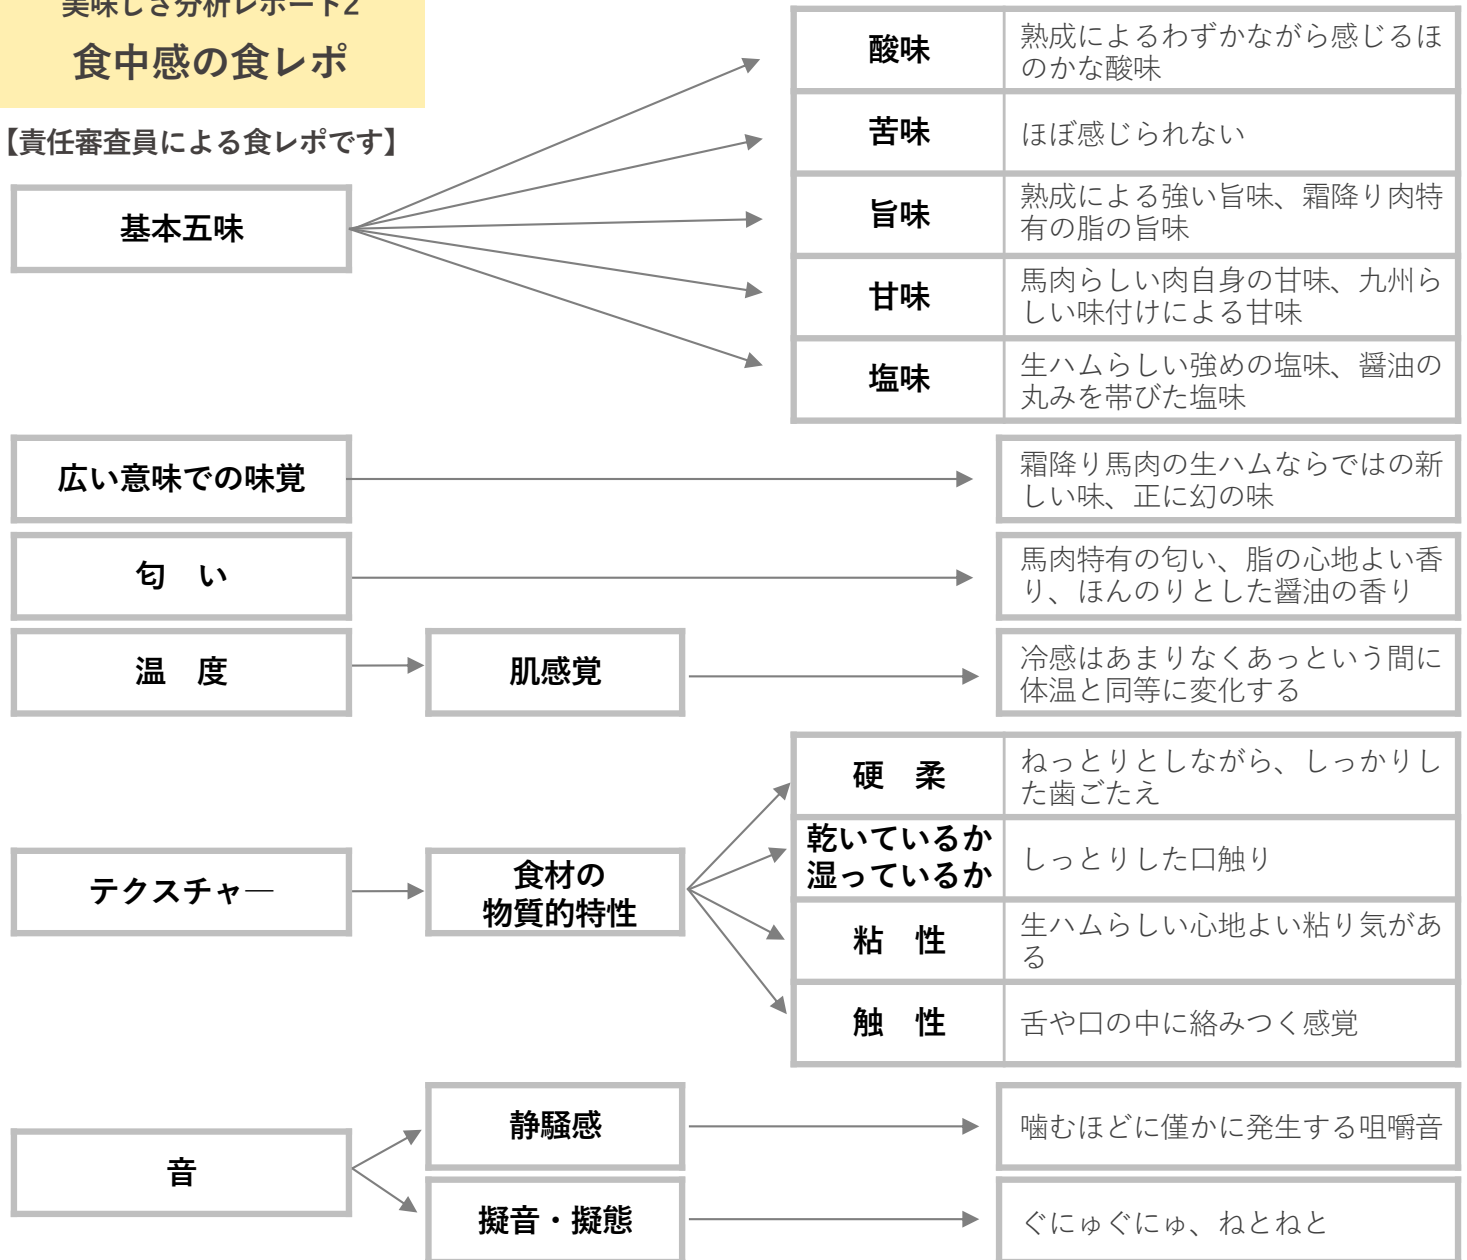 美味しさ分析レポート2
食中感の食レポ
【責任審査員による食レポです】
基本五味
酸味
熟成によるわずかながら感じるほ
のかな酸味
苦味
ほぼ感じられない
旨味
熟成による強い旨味、霜降り肉特
有の脂の旨味
甘味
馬肉らしい肉自身の甘味、九州ら
しい味付けによる甘味
塩味
生ハムらしい強めの塩味、醤油の
丸みを帯びた塩味
広い意味での味覚
霜降り馬肉の生ハムならではの新
しい味、正に幻の味
匂　い
馬肉特有の匂い、脂の心地よい香
り、ほんのりとした醤油の香り
温　度
肌感覚
冷感はあまりなくあっという間に
体温と同等に変化する
テクスチャ―
食材の
物質的特性
硬　柔
ねっとりとしながら、しっかりし
た歯ごたえ
乾いているか
湿っているか
しっとりした口触り
粘　性
生ハムらしい心地よい粘り気があ
る
触　性
舌や口の中に絡みつく感覚
音
静騒感
噛むほどに僅かに発生する咀嚼音
擬音・擬態
ぐにゅぐにゅ、ねとねと